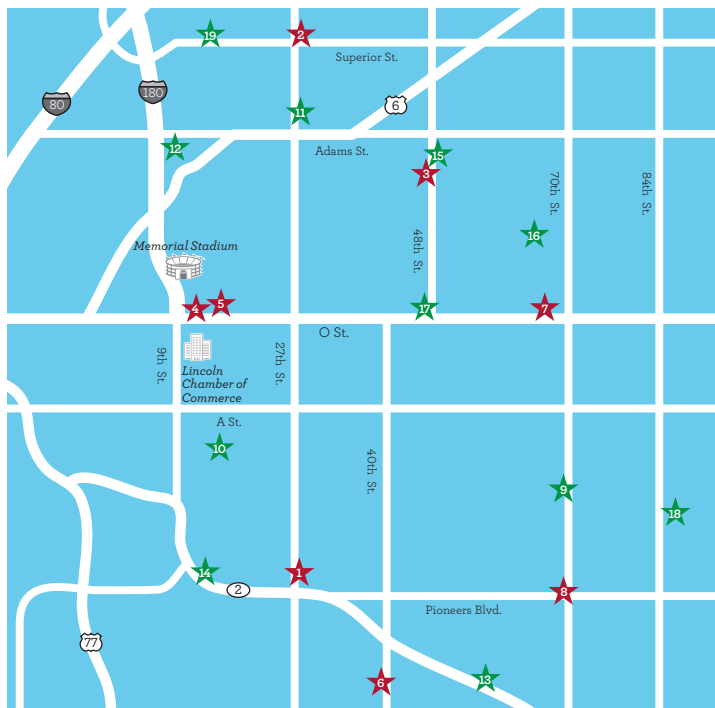 19
2
Superior St.
80
180
6
11
12
Adams St.
15
3
70th St.
84th St.
16
48th St.
Memorial Stadium
4
5
17
7
O St.
9th St.
27th St.
Lincoln
Chamber of
Commerce
A St.
10
40th St.
9
18
14
1
2
8
Pioneers Blvd.
77
6
13